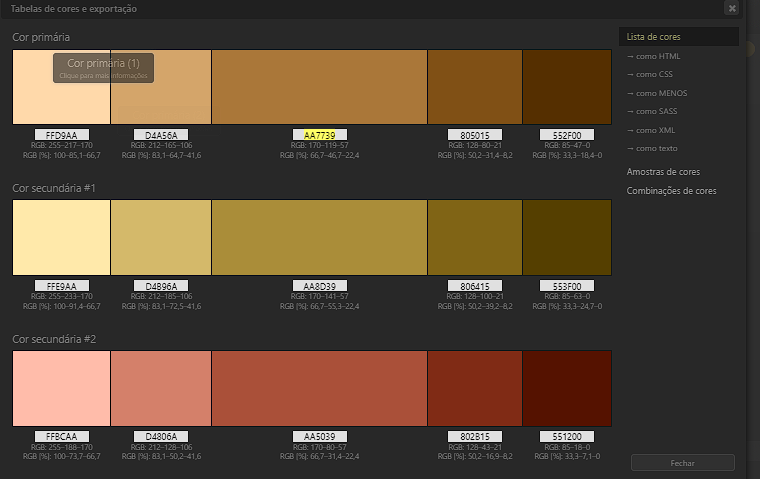 Tabelas de cores e exportação
Cor primária
Lista de cores
Cor primária (1)
Clique para mais informações
→ como HTML
→ como CSS
→ como MENOS
→ como SASS
→ como XML
→ como texto
Amostras de cores
Combinações de cores
FFD9AA D4A56A AA7739 805015 552F00
RGB: 255–217–170 RGB: 212–165–106 RGB: 170–119–57 RGB: 128–80–21 RGB: 85–47–0
RGB [%]: 100–85,1–66,7 RGB [%]: 83,1–64,7–41,6 RGB [%]: 66,7–46,7–22,4 RGB [%]: 50,2–31,4–8,2 RGB [%]: 33,3–18,4–0
Cor secundária #1
FFE9AA D4B96A AA8D39 806415 553F00
RGB: 255–233–170 RGB: 212–185–106 RGB: 170–141–57 RGB: 128–100–21 RGB: 85–63–0
RGB [%]: 100–91,4–66,7 RGB [%]: 83,1–72,5–41,6 RGB [%]: 66,7–55,3–22,4 RGB [%]: 50,2–39,2–8,2 RGB [%]: 33,3–24,7–0
Cor secundária #2
FFBCAA D4806A AA5039 802B15 551200
RGB: 255–188–170 RGB: 212–128–106 RGB: 170–80–57 RGB: 128–43–21 RGB: 85–18–0
RGB [%]: 100–73,7–66,7 RGB [%]: 83,1–50,2–41,6 RGB [%]: 66,7–31,4–22,4 RGB [%]: 50,2–16,9–8,2 RGB [%]: 33,3–7,1–0
Fechar